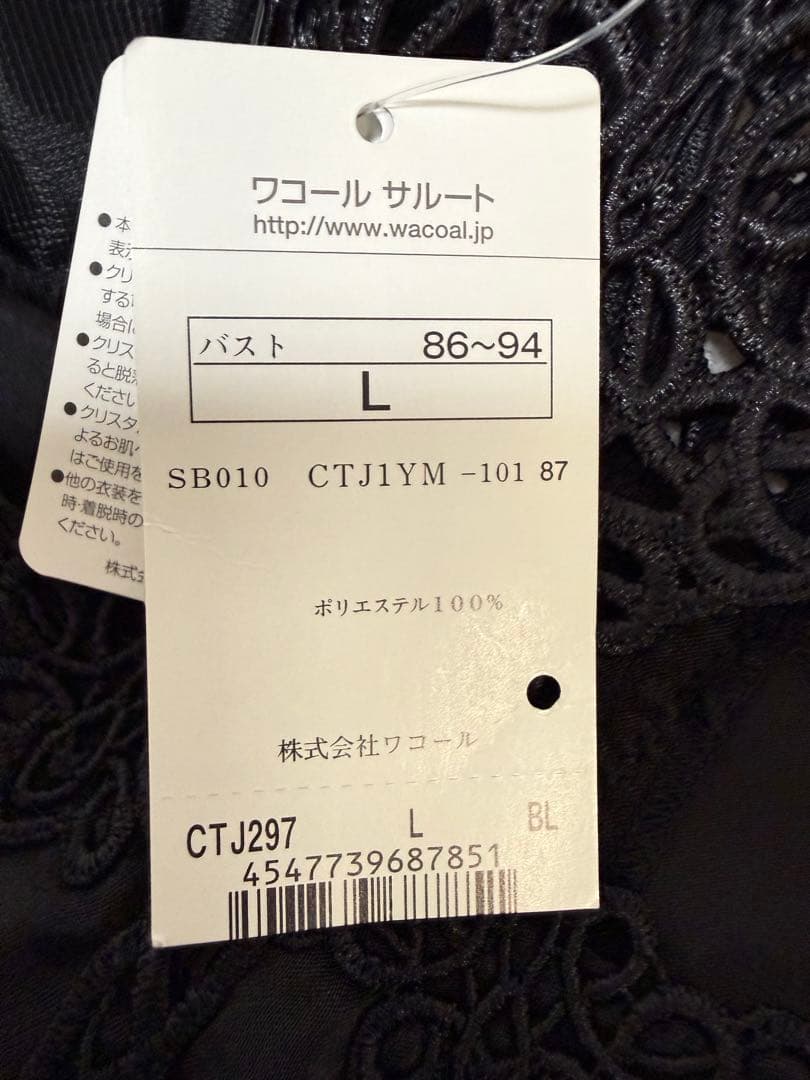 ワコール サルート
http://www.wacoal.jp
バスト 86～94
L
SB010 CTJ1YM -101 87
ポリエステル100%
株式会社ワコール
CTJ297 L BL
4547739687851
●本
表
●クリ
する
場合に
●クリス
ると脱
ください
●クリスタ
よるお肌
はご使用を
●他の衣装を
時・着脱時の
ください。
株式